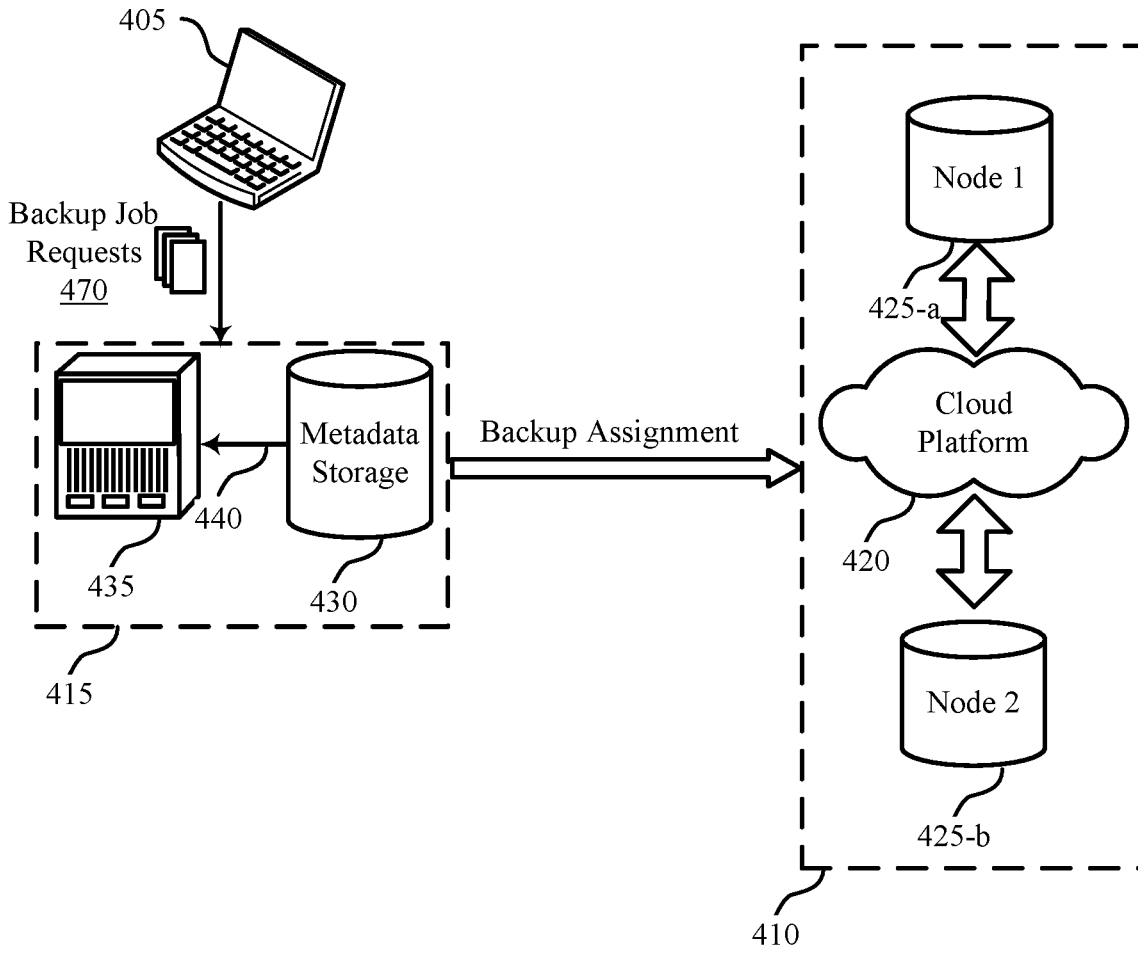 405
Backup Job
Requests
470
Node 1
425-a
Metadata
Storage
Backup Assignment
Cloud
Platform
440
435
430
420
415
Node 2
425-b
410